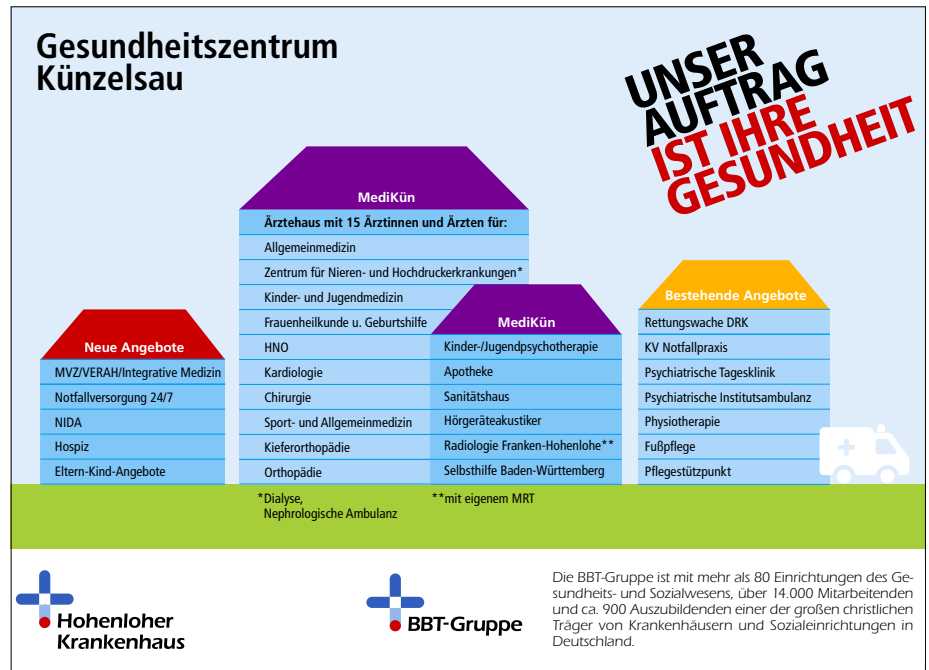 Gesundheitszentrum
Künzelsau
UNSER
AUFTRAG
IST IHRE
GESUNDHEIT
Neue Angebote
MVZ/VERAH/Integrative Medizin
Notfallversorgung 24/7
NIDA
Hospiz
Eltern-Kind-Angebote
MediKün
Ärztehaus mit 15 Ärztinnen und Ärzten für:
Allgemeinmedizin
Zentrum für Nieren- und Hochdruckerkrankungen*
Kinder- und Jugendmedizin
Frauenheilkunde u. Geburtshilfe
HNO
Kardiologie
Chirurgie
Sport- und Allgemeinmedizin
Kieferorthopädie
Orthopädie
MediKün
Kinder-/Jugendpsychotherapie
Apotheke
Sanitätshaus
Hörgeräteakustiker
Radiologie Franken-Hohenlohe**
Selbsthilfe Baden-Württemberg
Bestehende Angebote
Rettungswache DRK
KV Notfallpraxis
Psychiatrische Tagesklinik
Psychiatrische Institutsambulanz
Physiotherapie
Fußpflege
Pflegestützpunkt
*Dialyse,
Nephrologische Ambulanz
**mit eigenem MRT
Hohenloher
Krankenhaus
BBT-Gruppe
Die BBT-Gruppe ist mit mehr als 80 Einrichtungen des Ge-
sundheits- und Sozialwesens, über 14.000 Mitarbeitenden
und ca. 900 Auszubildenden einer der großen christlichen
Träger von Krankenhäusern und Sozialeinrichtungen in
Deutschland.